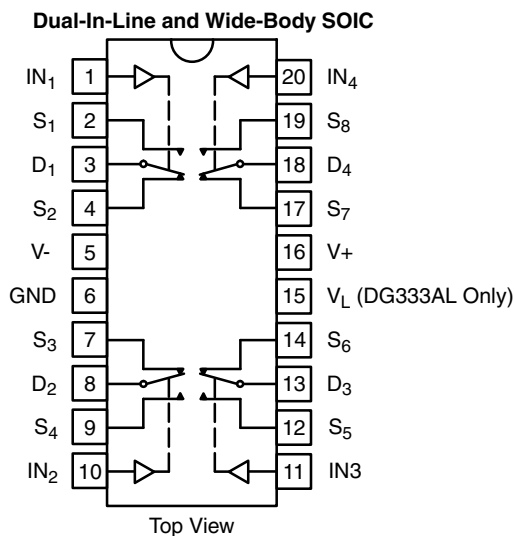 Dual-In-Line and Wide-Body SOIC
IN1 1 20 IN4
S1 2 19 S8
D1 3 18 D4
S2 4 17 S7
V- 5 16 V+
GND 6 15 VL (DG333AL Only)
S3 7 14 S6
D2 8 13 D3
S4 9 12 S5
IN2 10 11 IN3
Top View